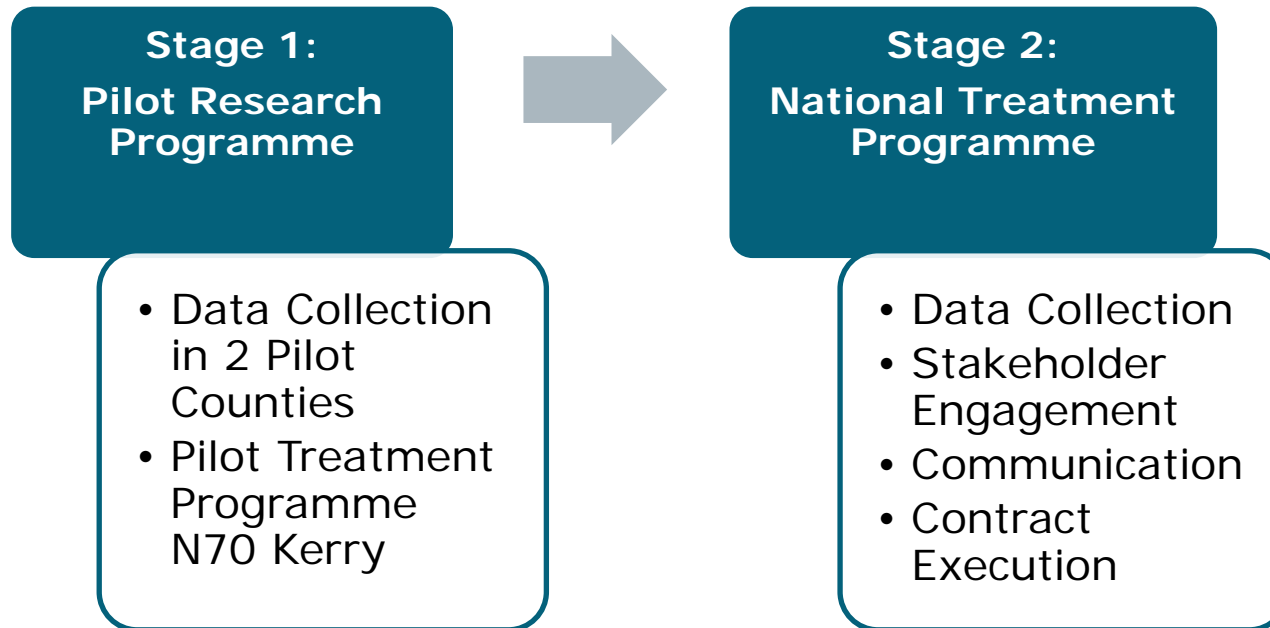 Stage 1:
Pilot Research
Programme
• Data Collection
in 2 Pilot
Counties
• Pilot Treatment
Programme
N70 Kerry
Stage 2:
National Treatment
Programme
• Data Collection
• Stakeholder
Engagement
• Communication
• Contract
Execution